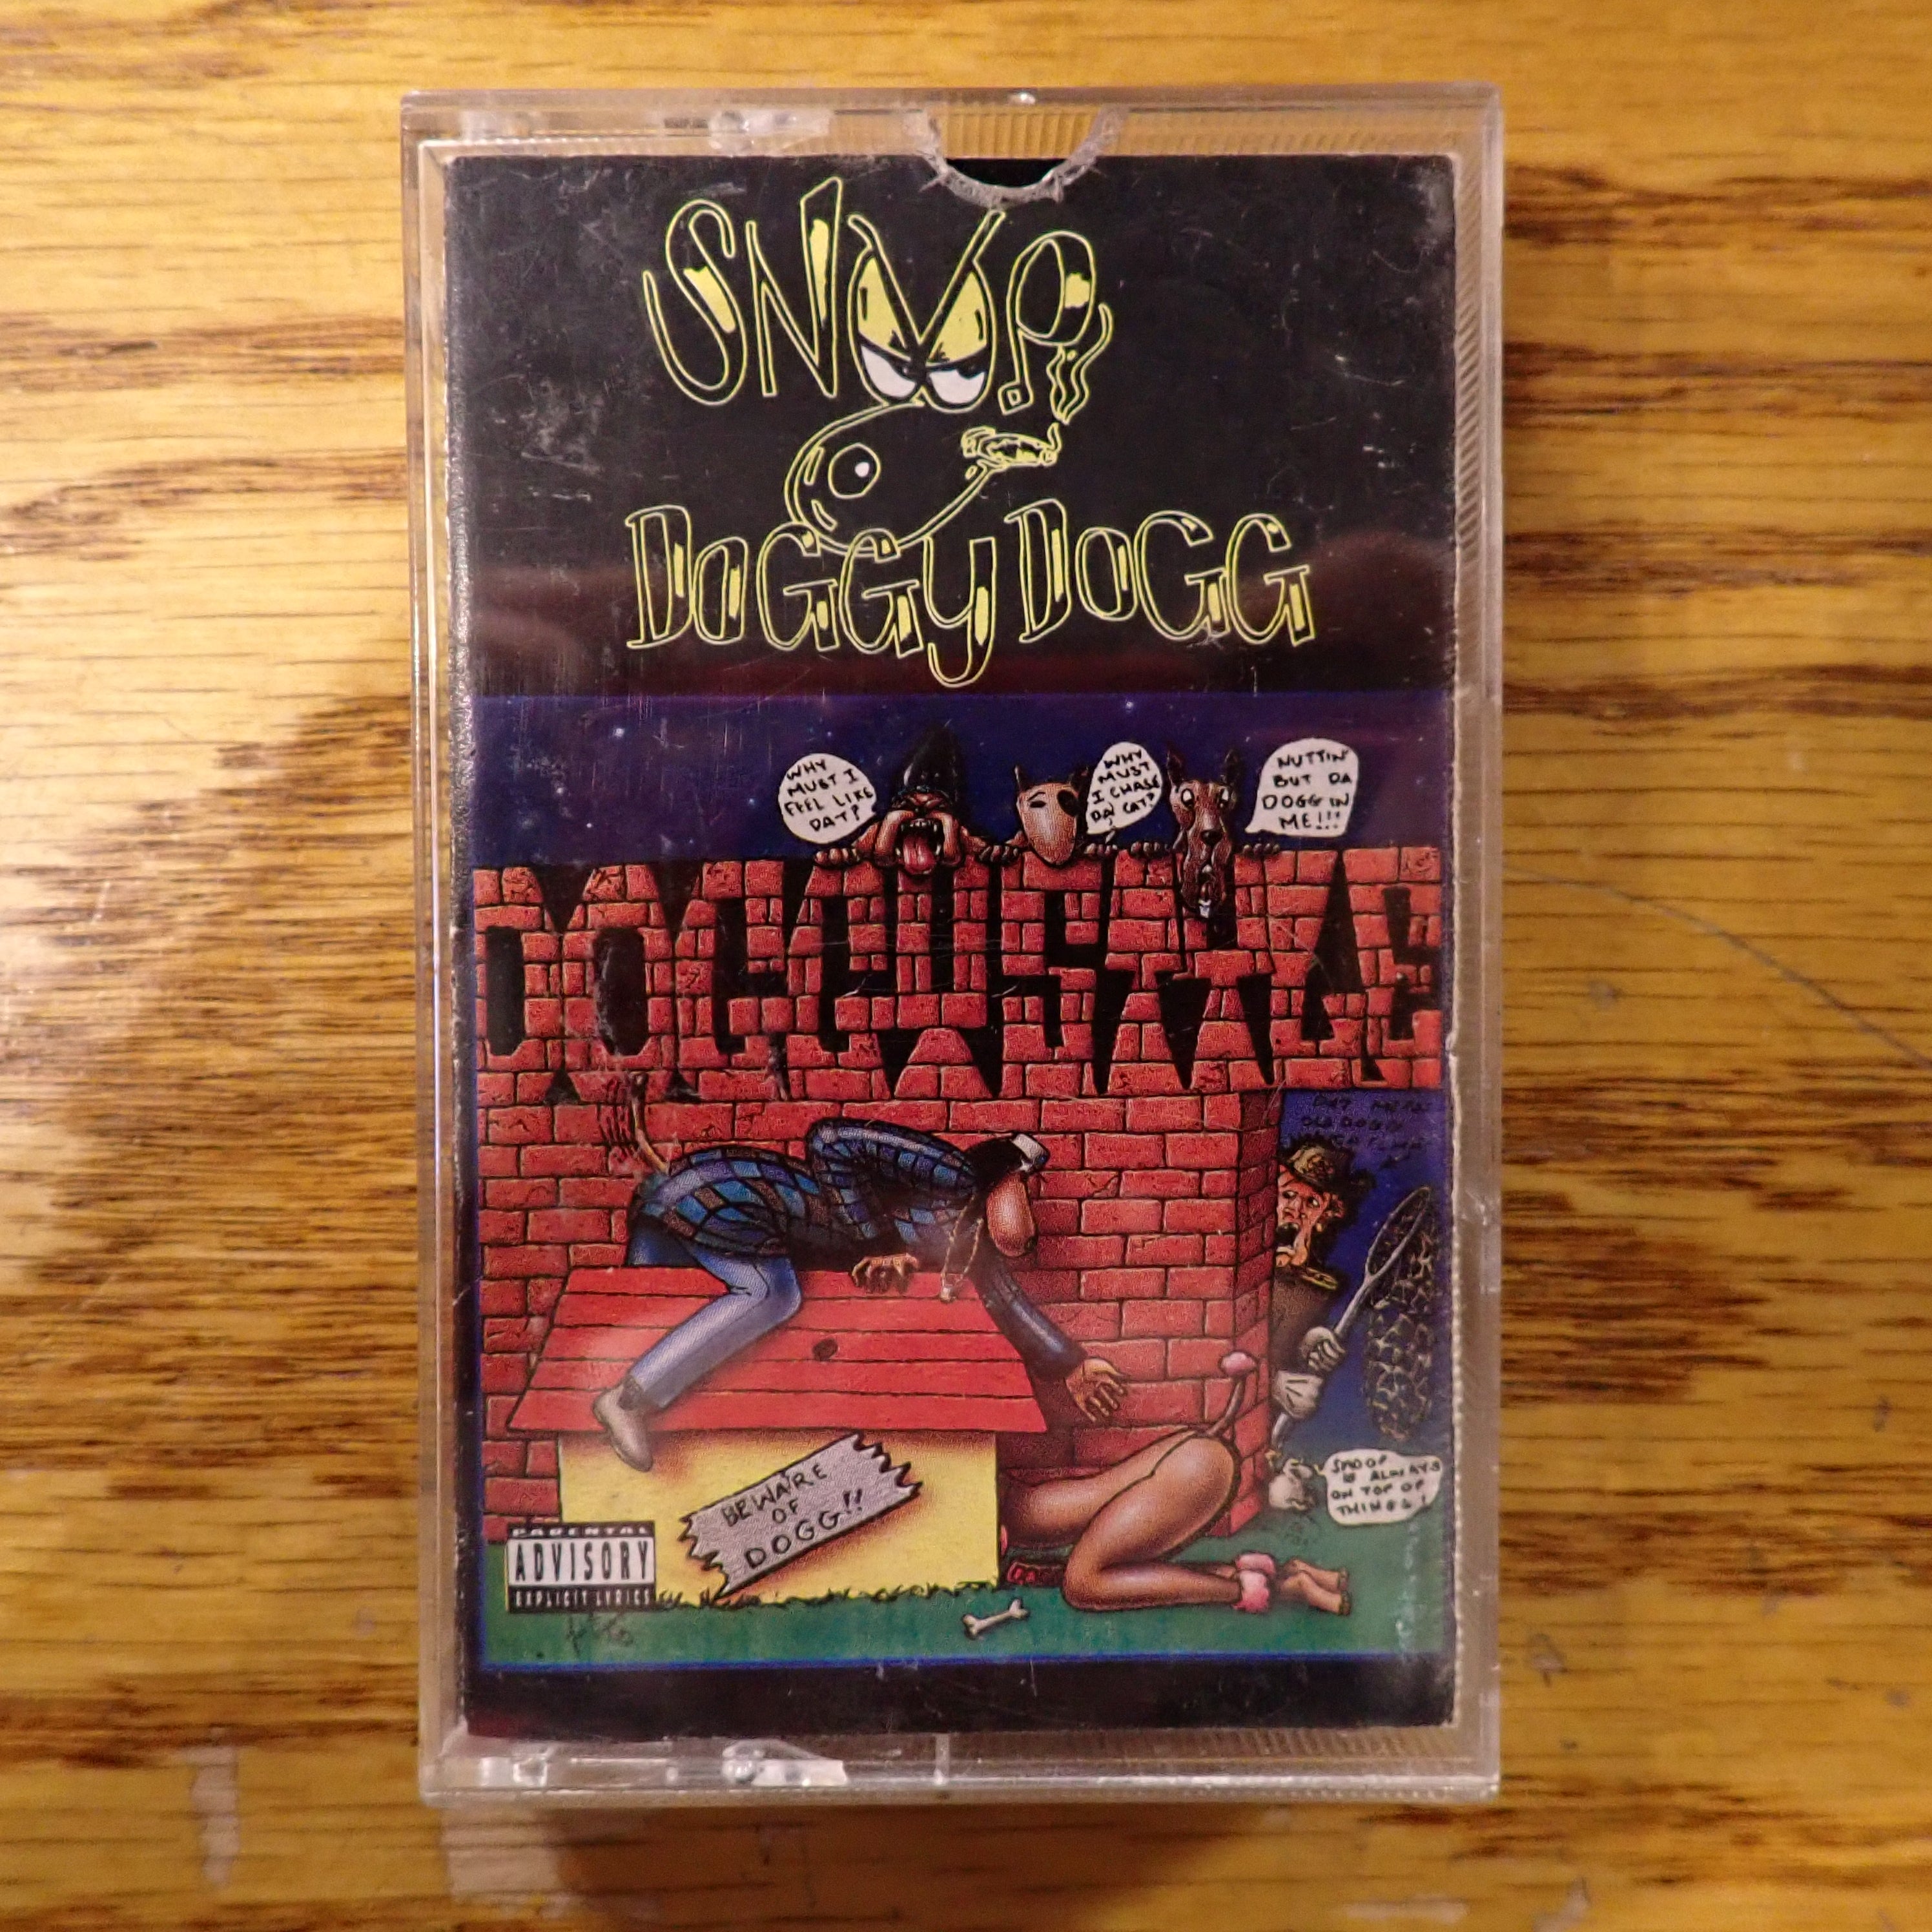 SNOOP
DOGGY DOGG
WHY
MUST I
FEEL LIKE
DAT?
WHY
MUST
I CHASE
DA CAT?
NUTTIN'
BUT DA
DOGG IN
ME!!!
DOGGYSTYLE
BEWARE
OF
DOGG!!
SNOOP
IS ALWAYS
ON TOP OF
THINGS!
PARENTAL
ADVISORY
EXPLICIT LYRICS